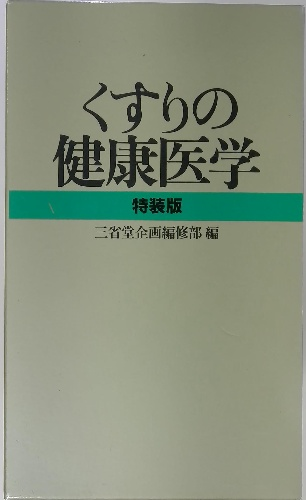 くすりの
健康医学
特装版
三省堂企画編修部 編